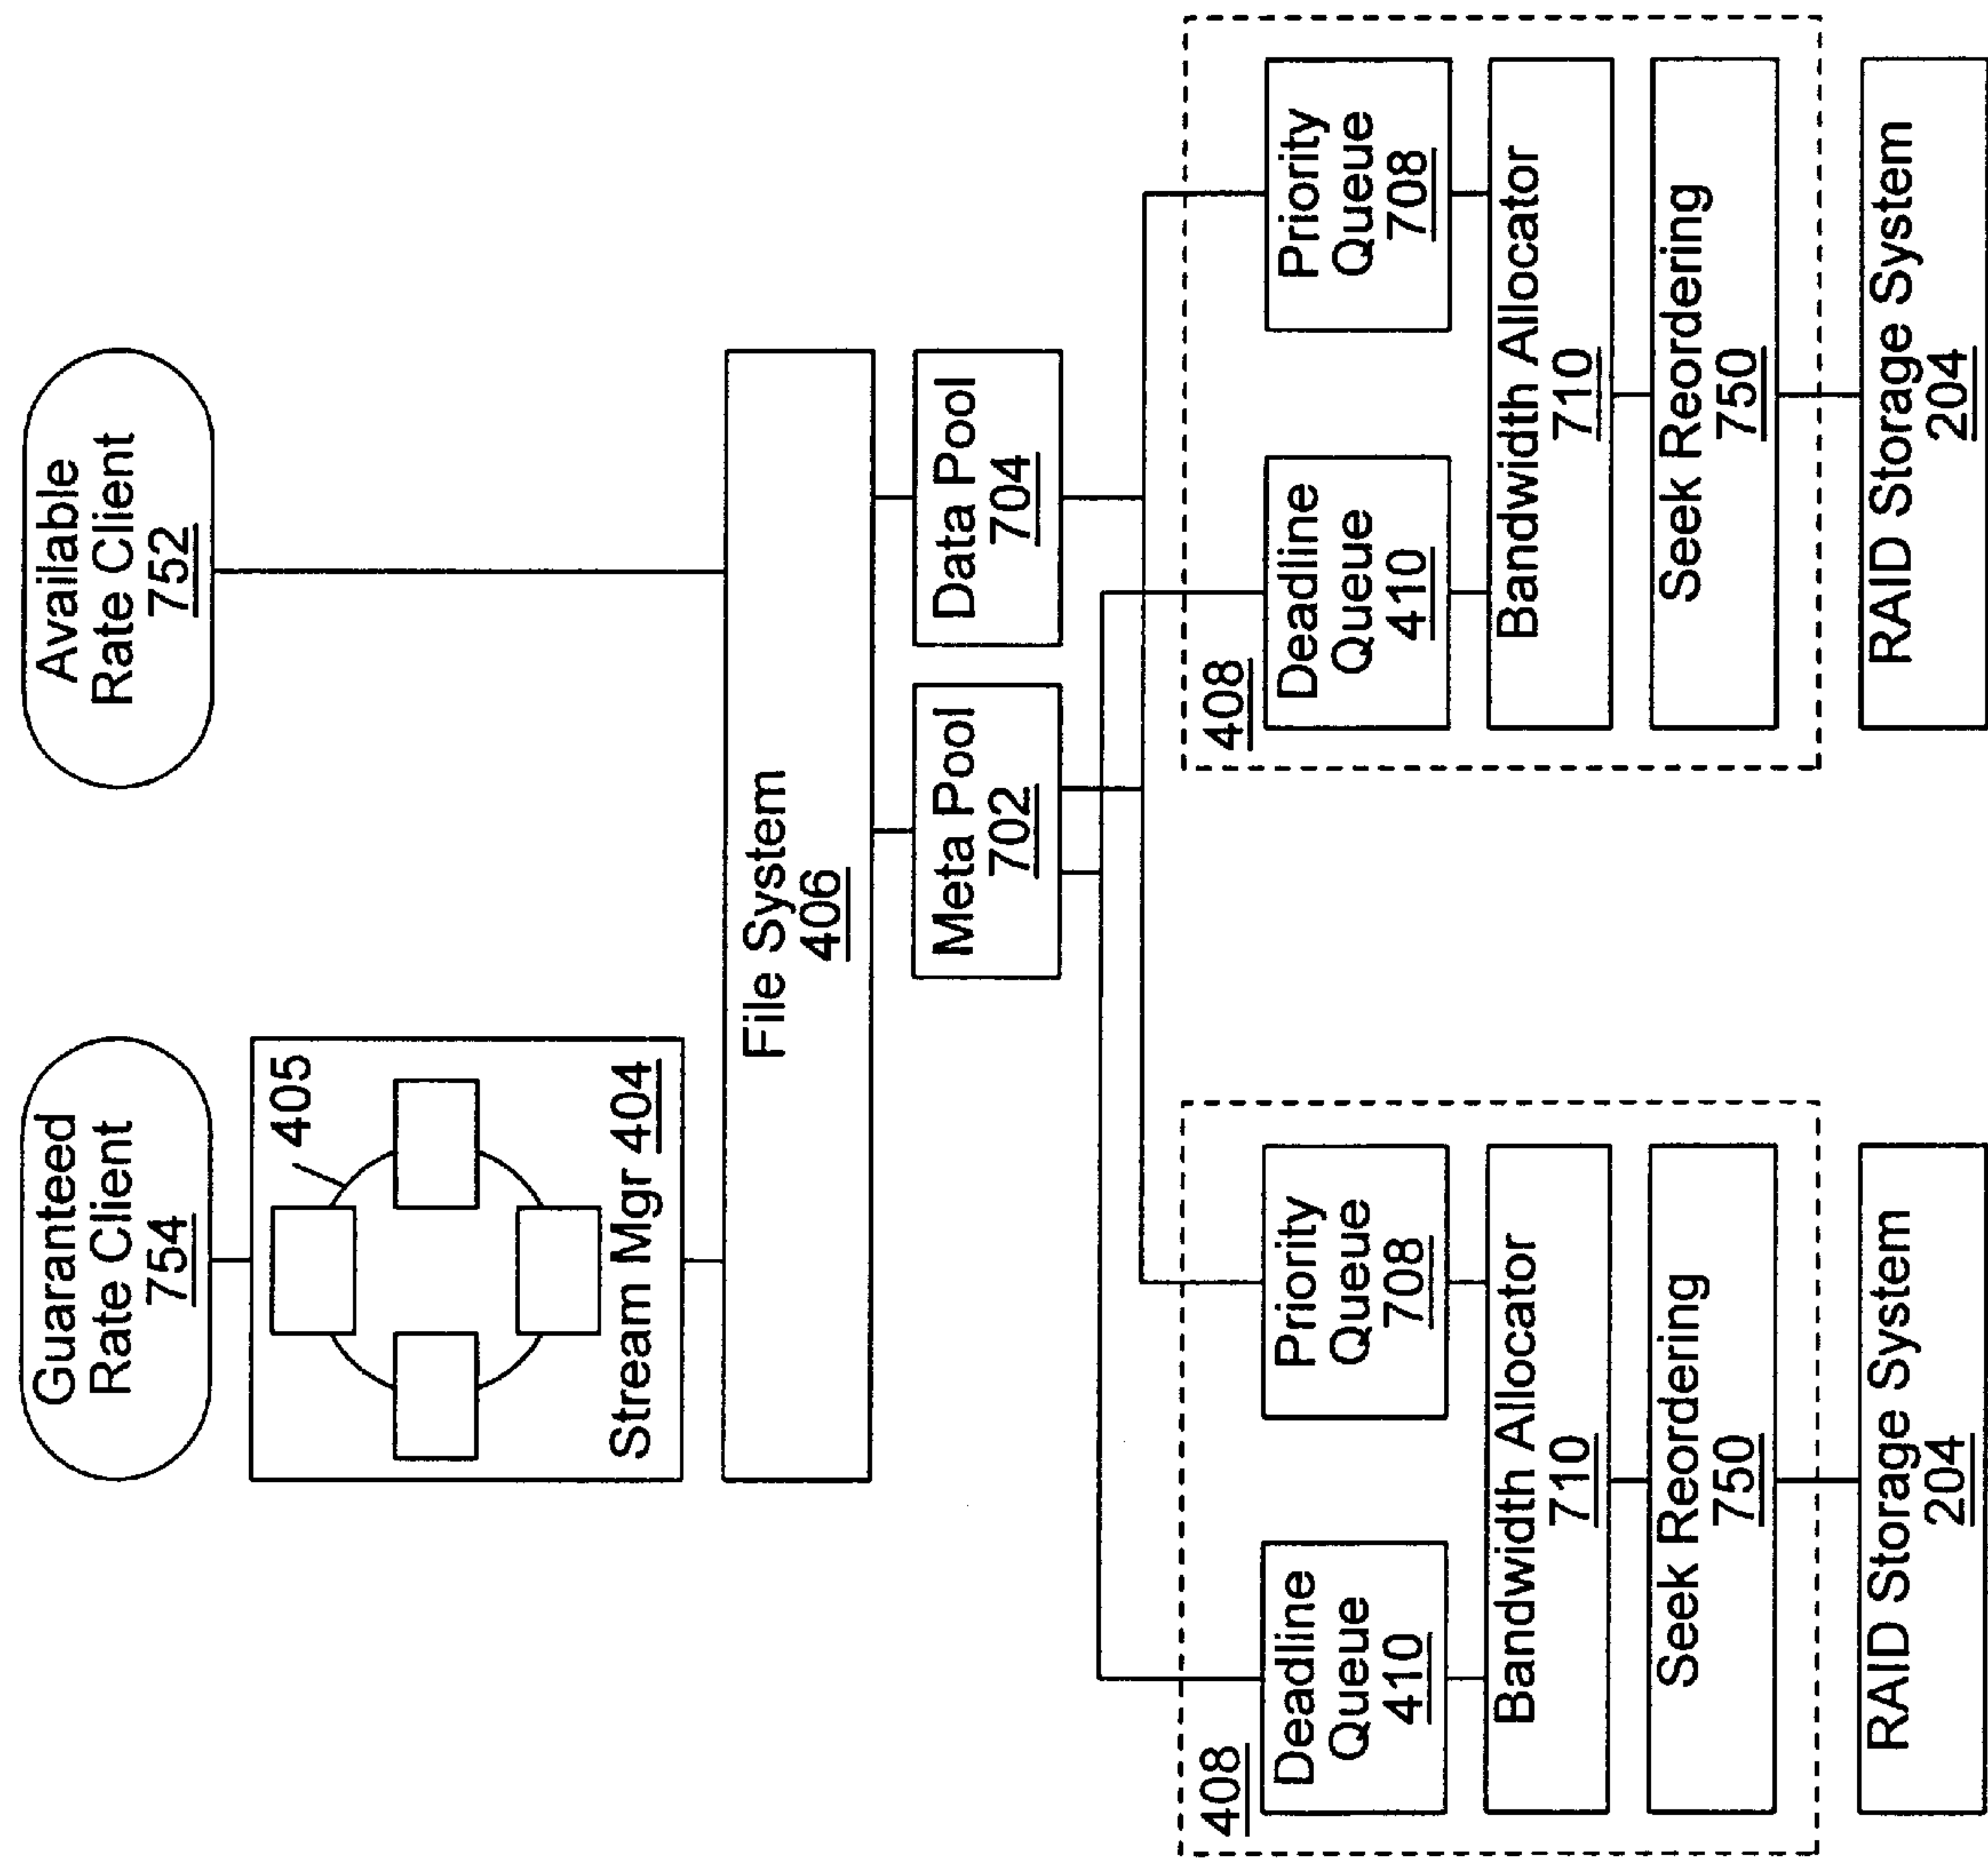 Guaranteed
Rate Client
754
Available
Rate Client
752
405
Stream Mgr 404
File System
406
Meta Pool
702
Data Pool
704
408
Deadline
Queue
410
Priority
Queue
708
Bandwidth Allocator
710
Seek Reordering
750
RAID Storage System
204
408
Deadline
Queue
410
Priority
Queue
708
Bandwidth Allocator
710
Seek Reordering
750
RAID Storage System
204